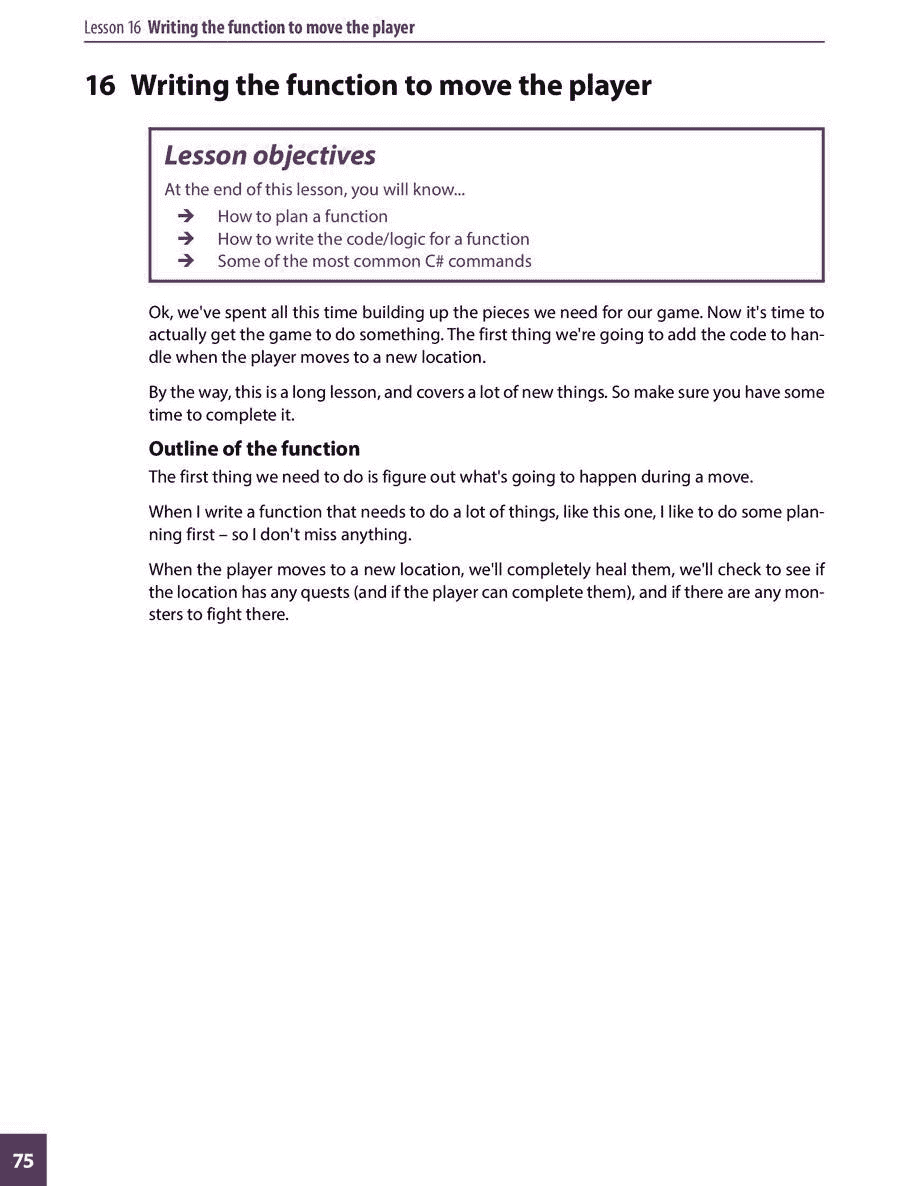 Lesson 16 Writing the function to move the player
16 Writing the function to move the player
Lesson objectives
At the end of this lesson, you will know...
➔ How to plan a function
➔ How to write the code/logic for a function
➔ Some of the most common C# commands
Ok, we've spent all this time building up the pieces we need for our game. Now it's time to
actually get the game to do something. The first thing we're going to add the code to han-
dle when the player moves to a new location.
By the way, this is a long lesson, and covers a lot of new things. So make sure you have some
time to complete it.
Outline of the function
The first thing we need to do is figure out what's going to happen during a move.
When I write a function that needs to do a lot of things, like this one, I like to do some plan-
ning first – so I don't miss anything.
When the player moves to a new location, we'll completely heal them, we'll check to see if
the location has any quests (and if the player can complete them), and if there are any mon-
sters to fight there.
75